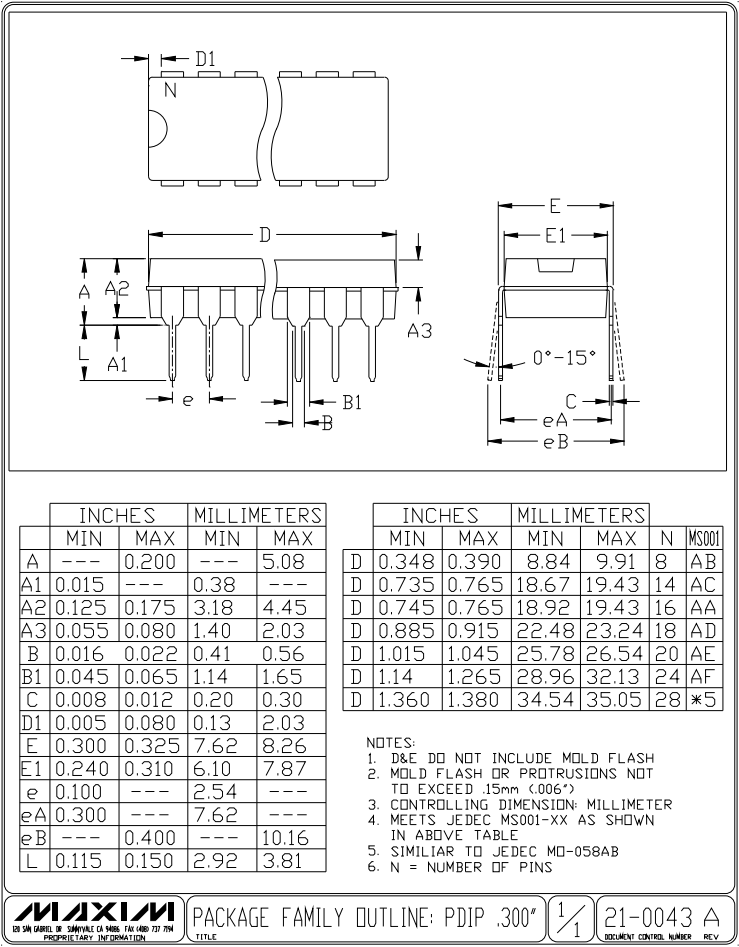 D1
N
E
E1
D
A
A2
A3
L
A1
0°-15°
e
B1
B
C
eA
eB
INCHES MILLIMETERS
MIN MAX MIN MAX
A --- 0.200 --- 5.08
A1 0.015 --- 0.38 ---
A2 0.125 0.175 3.18 4.45
A3 0.055 0.080 1.40 2.03
B 0.016 0.022 0.41 0.56
B1 0.045 0.065 1.14 1.65
C 0.008 0.012 0.20 0.30
D1 0.005 0.080 0.13 2.03
E 0.300 0.325 7.62 8.26
E1 0.240 0.310 6.10 7.87
e 0.100 --- 2.54 ---
eA 0.300 --- 7.62 ---
eB --- 0.400 --- 10.16
L 0.115 0.150 2.92 3.81
INCHES MILLIMETERS
MIN MAX MIN MAX N MS001
D 0.348 0.390 8.84 9.91 8 AB
D 0.735 0.765 18.67 19.43 14 AC
D 0.745 0.765 18.92 19.43 16 AA
D 0.885 0.915 22.48 23.24 18 AD
D 1.015 1.045 25.78 26.54 20 AE
D 1.14 1.265 28.96 32.13 24 AF
D 1.360 1.380 34.54 35.05 28 *5
NOTES:
1. D&E DO NOT INCLUDE MOLD FLASH
2. MOLD FLASH OR PROTRUSIONS NOT
TO EXCEED .15mm (.006")
3. CONTROLLING DIMENSION: MILLIMETER
4. MEETS JEDEC MS001-XX AS SHOWN
IN ABOVE TABLE
5. SIMILIAR TO JEDEC MO-058AB
6. N = NUMBER OF PINS
MAXIM
120 SAN GABRIEL DR SUNNYVALE CA 94086 FAX (408) 737 7194
PROPRIETARY INFORMATION
PACKAGE FAMILY OUTLINE: PDIP .300"
TITLE
1/1
21-0043 A
DOCUMENT CONTROL NUMBER REV